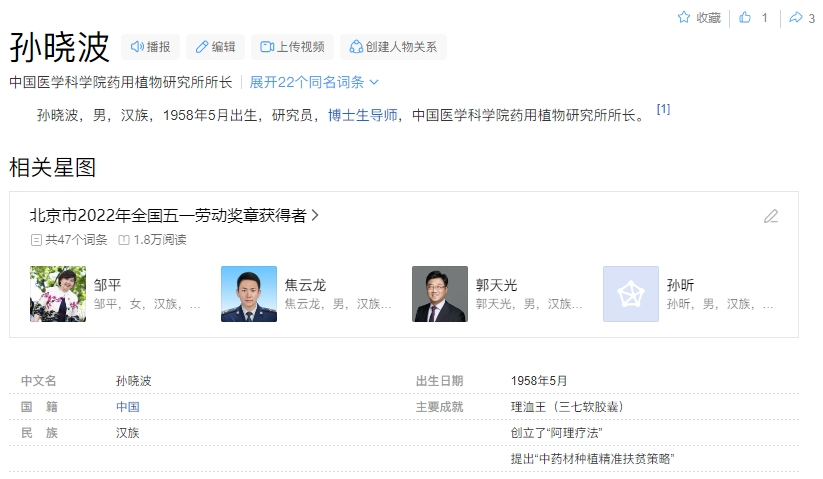 收藏 1 3
孙晓波 播报 编辑 上传视频 创建人物关系
中国医学科学院药用植物研究所所长 展开22个同名词条
孙晓波，男，汉族，1958年5月出生，研究员，博士生导师，中国医学科学院药用植物研究所所长。 [1]
相关星图
北京市2022年全国五一劳动奖章获得者
共47个词条 1.8万阅读
邹平 焦云龙 郭天光 孙昕
邹平，女，汉族，... 焦云龙，男，汉族... 郭天光，男，汉族... 孙昕，男，汉族，...
中文名 孙晓波 出生日期 1958年5月
国籍 中国 主要成就 理洫王（三七软胶囊）
民族 汉族 创立了“阿理疗法”
提出“中药材种植精准扶贫策略”